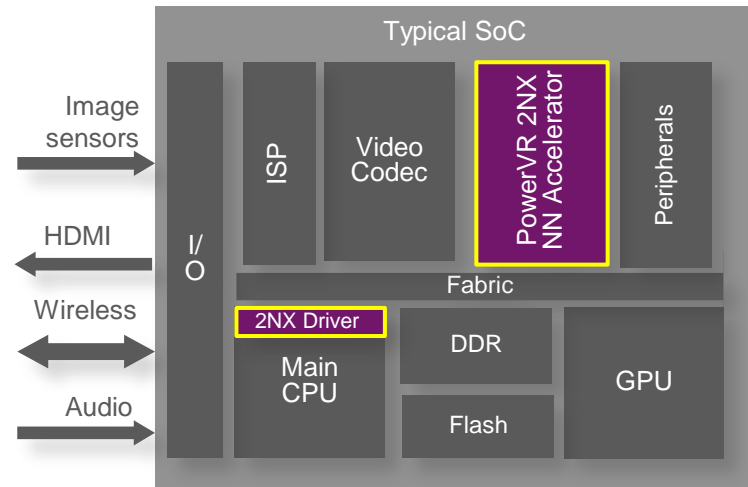 Typical SoC
Image
sensors
HDMI
Wireless
Audio
I/
O
ISP
Video
Codec
PowerVR 2NX
NN Accelerator
Peripherals
Fabric
2NX Driver
Main
CPU
DDR
Flash
GPU